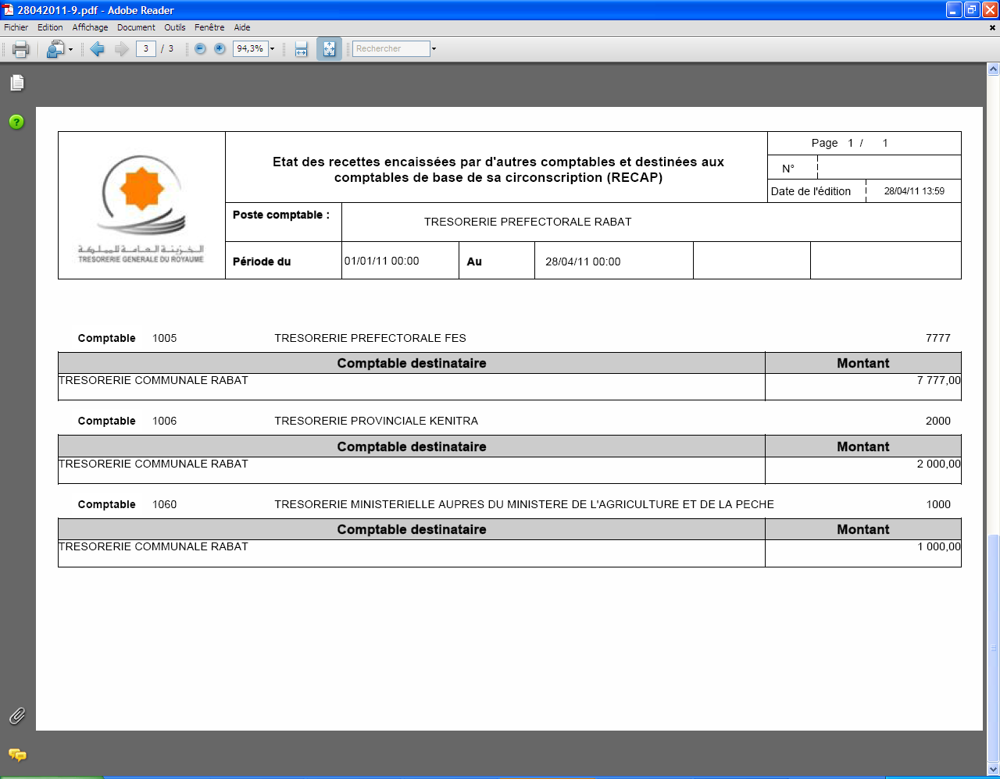 28042011-9.pdf - Adobe Reader
Fichier Edition Affichage Document Outils Fenêtre Aide
3 / 3 94,3% Rechercher
Page 1 / 1
Etat des recettes encaissées par d'autres comptables et destinées aux
comptables de base de sa circonscription (RECAP)
N°
Date de l'édition 28/04/11 13:59
الخزينة العامة للمملكة
TRESORERIE GENERALE DU ROYAUME
Poste comptable : TRESORERIE PREFECTORALE RABAT
Période du 01/01/11 00:00 Au 28/04/11 00:00
Comptable 1005 TRESORERIE PREFECTORALE FES 7777
Comptable destinataire Montant
TRESORERIE COMMUNALE RABAT 7 777,00
Comptable 1006 TRESORERIE PROVINCIALE KENITRA 2000
Comptable destinataire Montant
TRESORERIE COMMUNALE RABAT 2 000,00
Comptable 1060 TRESORERIE MINISTERIELLE AUPRES DU MINISTERE DE L'AGRICULTURE ET DE LA PECHE 1000
Comptable destinataire Montant
TRESORERIE COMMUNALE RABAT 1 000,00